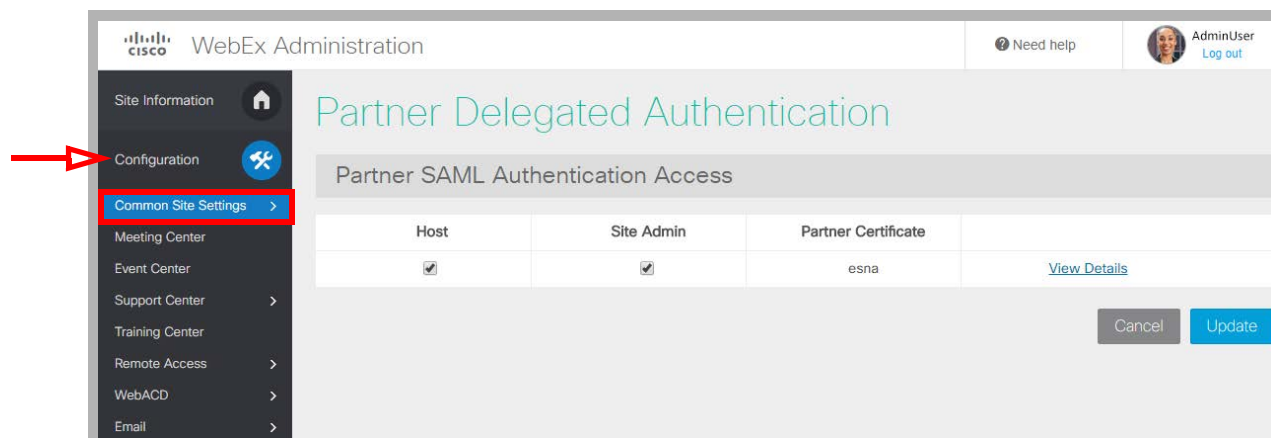 CISCO WebEx Administration
Need help
AdminUser
Log out
Site Information
Configuration
Common Site Settings
Meeting Center
Event Center
Support Center
Training Center
Remote Access
WebACD
Email
Partner Delegated Authentication
Partner SAML Authentication Access
Host Site Admin Partner Certificate
esna View Details
Cancel Update